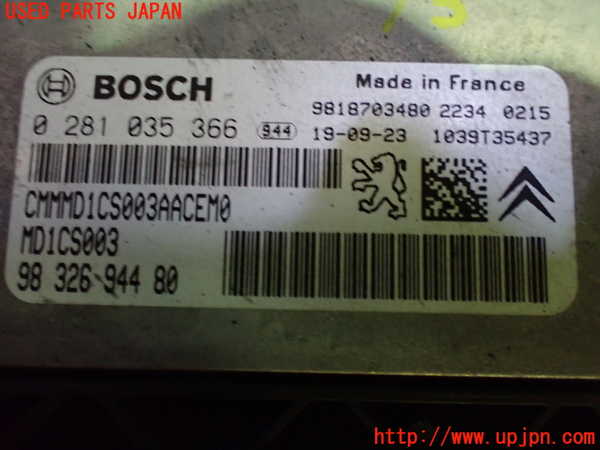 USED PARTS JAPAN
13
BOSCH
Made in France
9818703480 2234 0215
0 281 035 366 944 19-09-23 1039T35437
CMMMD1CS003AACEM0
MD1CS003
98 326 944 80
http://www.upjpn.com/